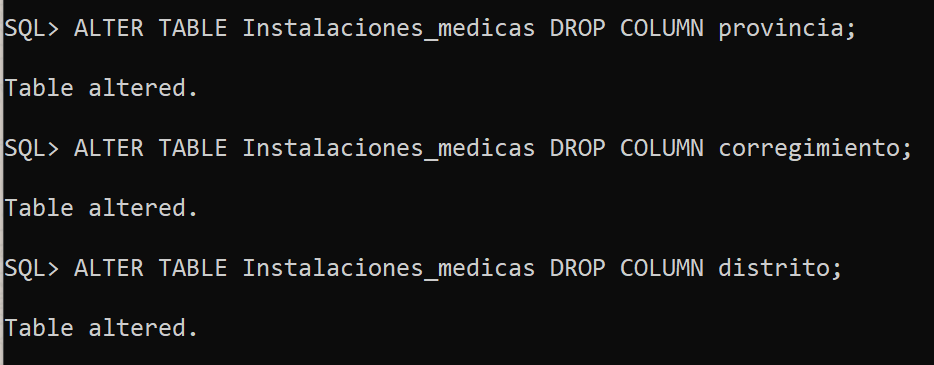 SQL> ALTER TABLE Instalaciones_medicas DROP COLUMN provincia;
Table altered.
SQL> ALTER TABLE Instalaciones_medicas DROP COLUMN corregimiento;
Table altered.
SQL> ALTER TABLE Instalaciones_medicas DROP COLUMN distrito;
Table altered.